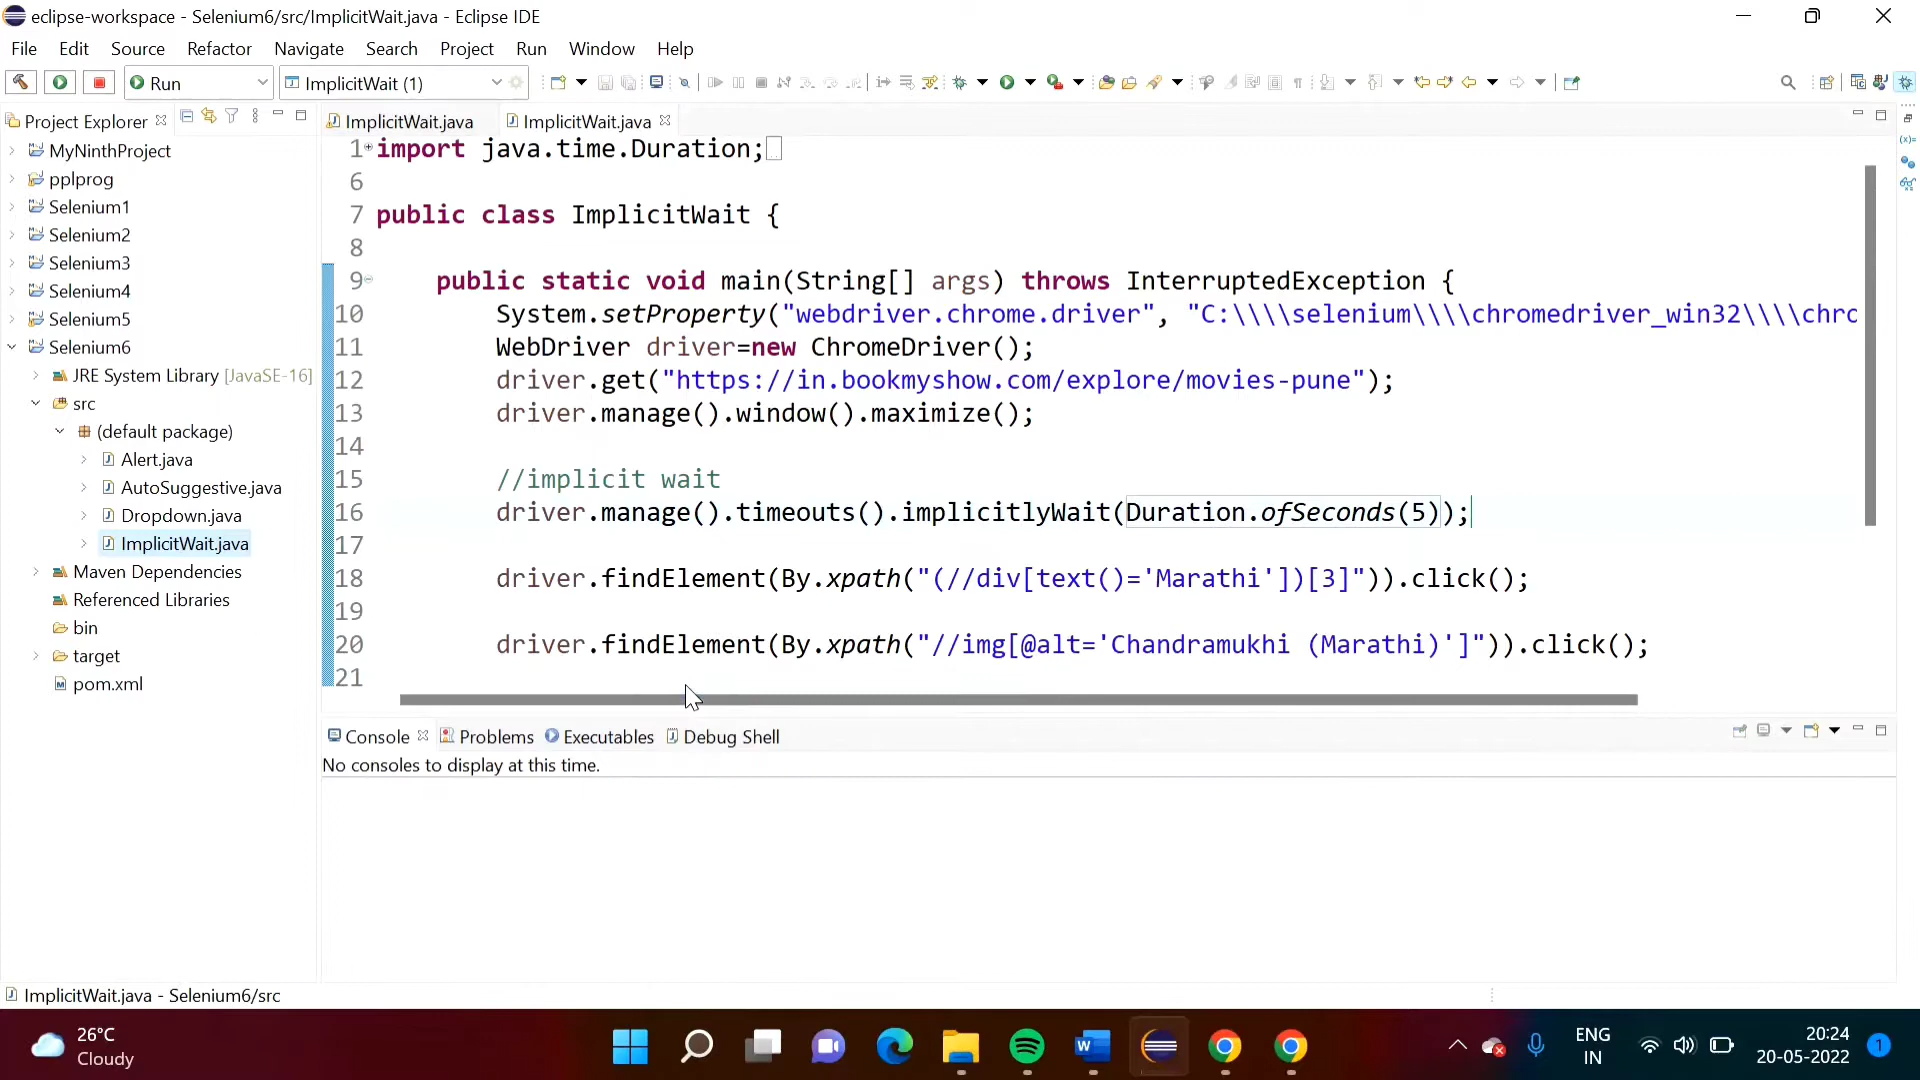 eclipse-workspace - Selenium6/src/ImplicitWait.java - Eclipse IDE
File Edit Source Refactor Navigate Search Project Run Window Help
Run ImplicitWait (1)
Project Explorer
MyNinthProject
pplprog
Selenium1
Selenium2
Selenium3
Selenium4
Selenium5
Selenium6
JRE System Library [JavaSE-16]
src
(default package)
Alert.java
AutoSuggestive.java
Dropdown.java
ImplicitWait.java
Maven Dependencies
Referenced Libraries
bin
target
pom.xml
ImplicitWait.java ImplicitWait.java
1 import java.time.Duration;
6
7 public class ImplicitWait {
8
9 public static void main(String[] args) throws InterruptedException {
10 System.setProperty("webdriver.chrome.driver", "C:\\\\selenium\\\\chromedriver_win32\\\\chro
11 WebDriver driver=new ChromeDriver();
12 driver.get("https://in.bookmyshow.com/explore/movies-pune");
13 driver.manage().window().maximize();
14
15 //implicit wait
16 driver.manage().timeouts().implicitlyWait(Duration.ofSeconds(5));
17
18 driver.findElement(By.xpath("(//div[text()='Marathi'])[3]")).click();
19
20 driver.findElement(By.xpath("//img[@alt='Chandramukhi (Marathi)']")).click();
21
Console Problems Executables Debug Shell
No consoles to display at this time.
ImplicitWait.java - Selenium6/src
26°C
Cloudy
ENG
IN
20:24
20-05-2022
1